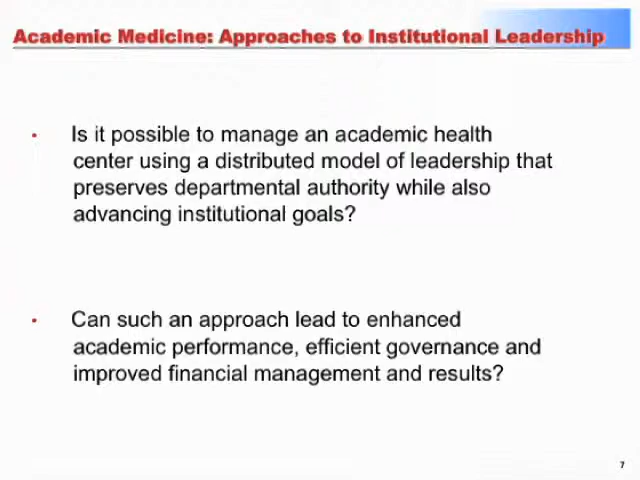 Academic Medicine: Approaches to Institutional Leadership
• Is it possible to manage an academic health
center using a distributed model of leadership that
preserves departmental authority while also
advancing institutional goals?
• Can such an approach lead to enhanced
academic performance, efficient governance and
improved financial management and results?
7